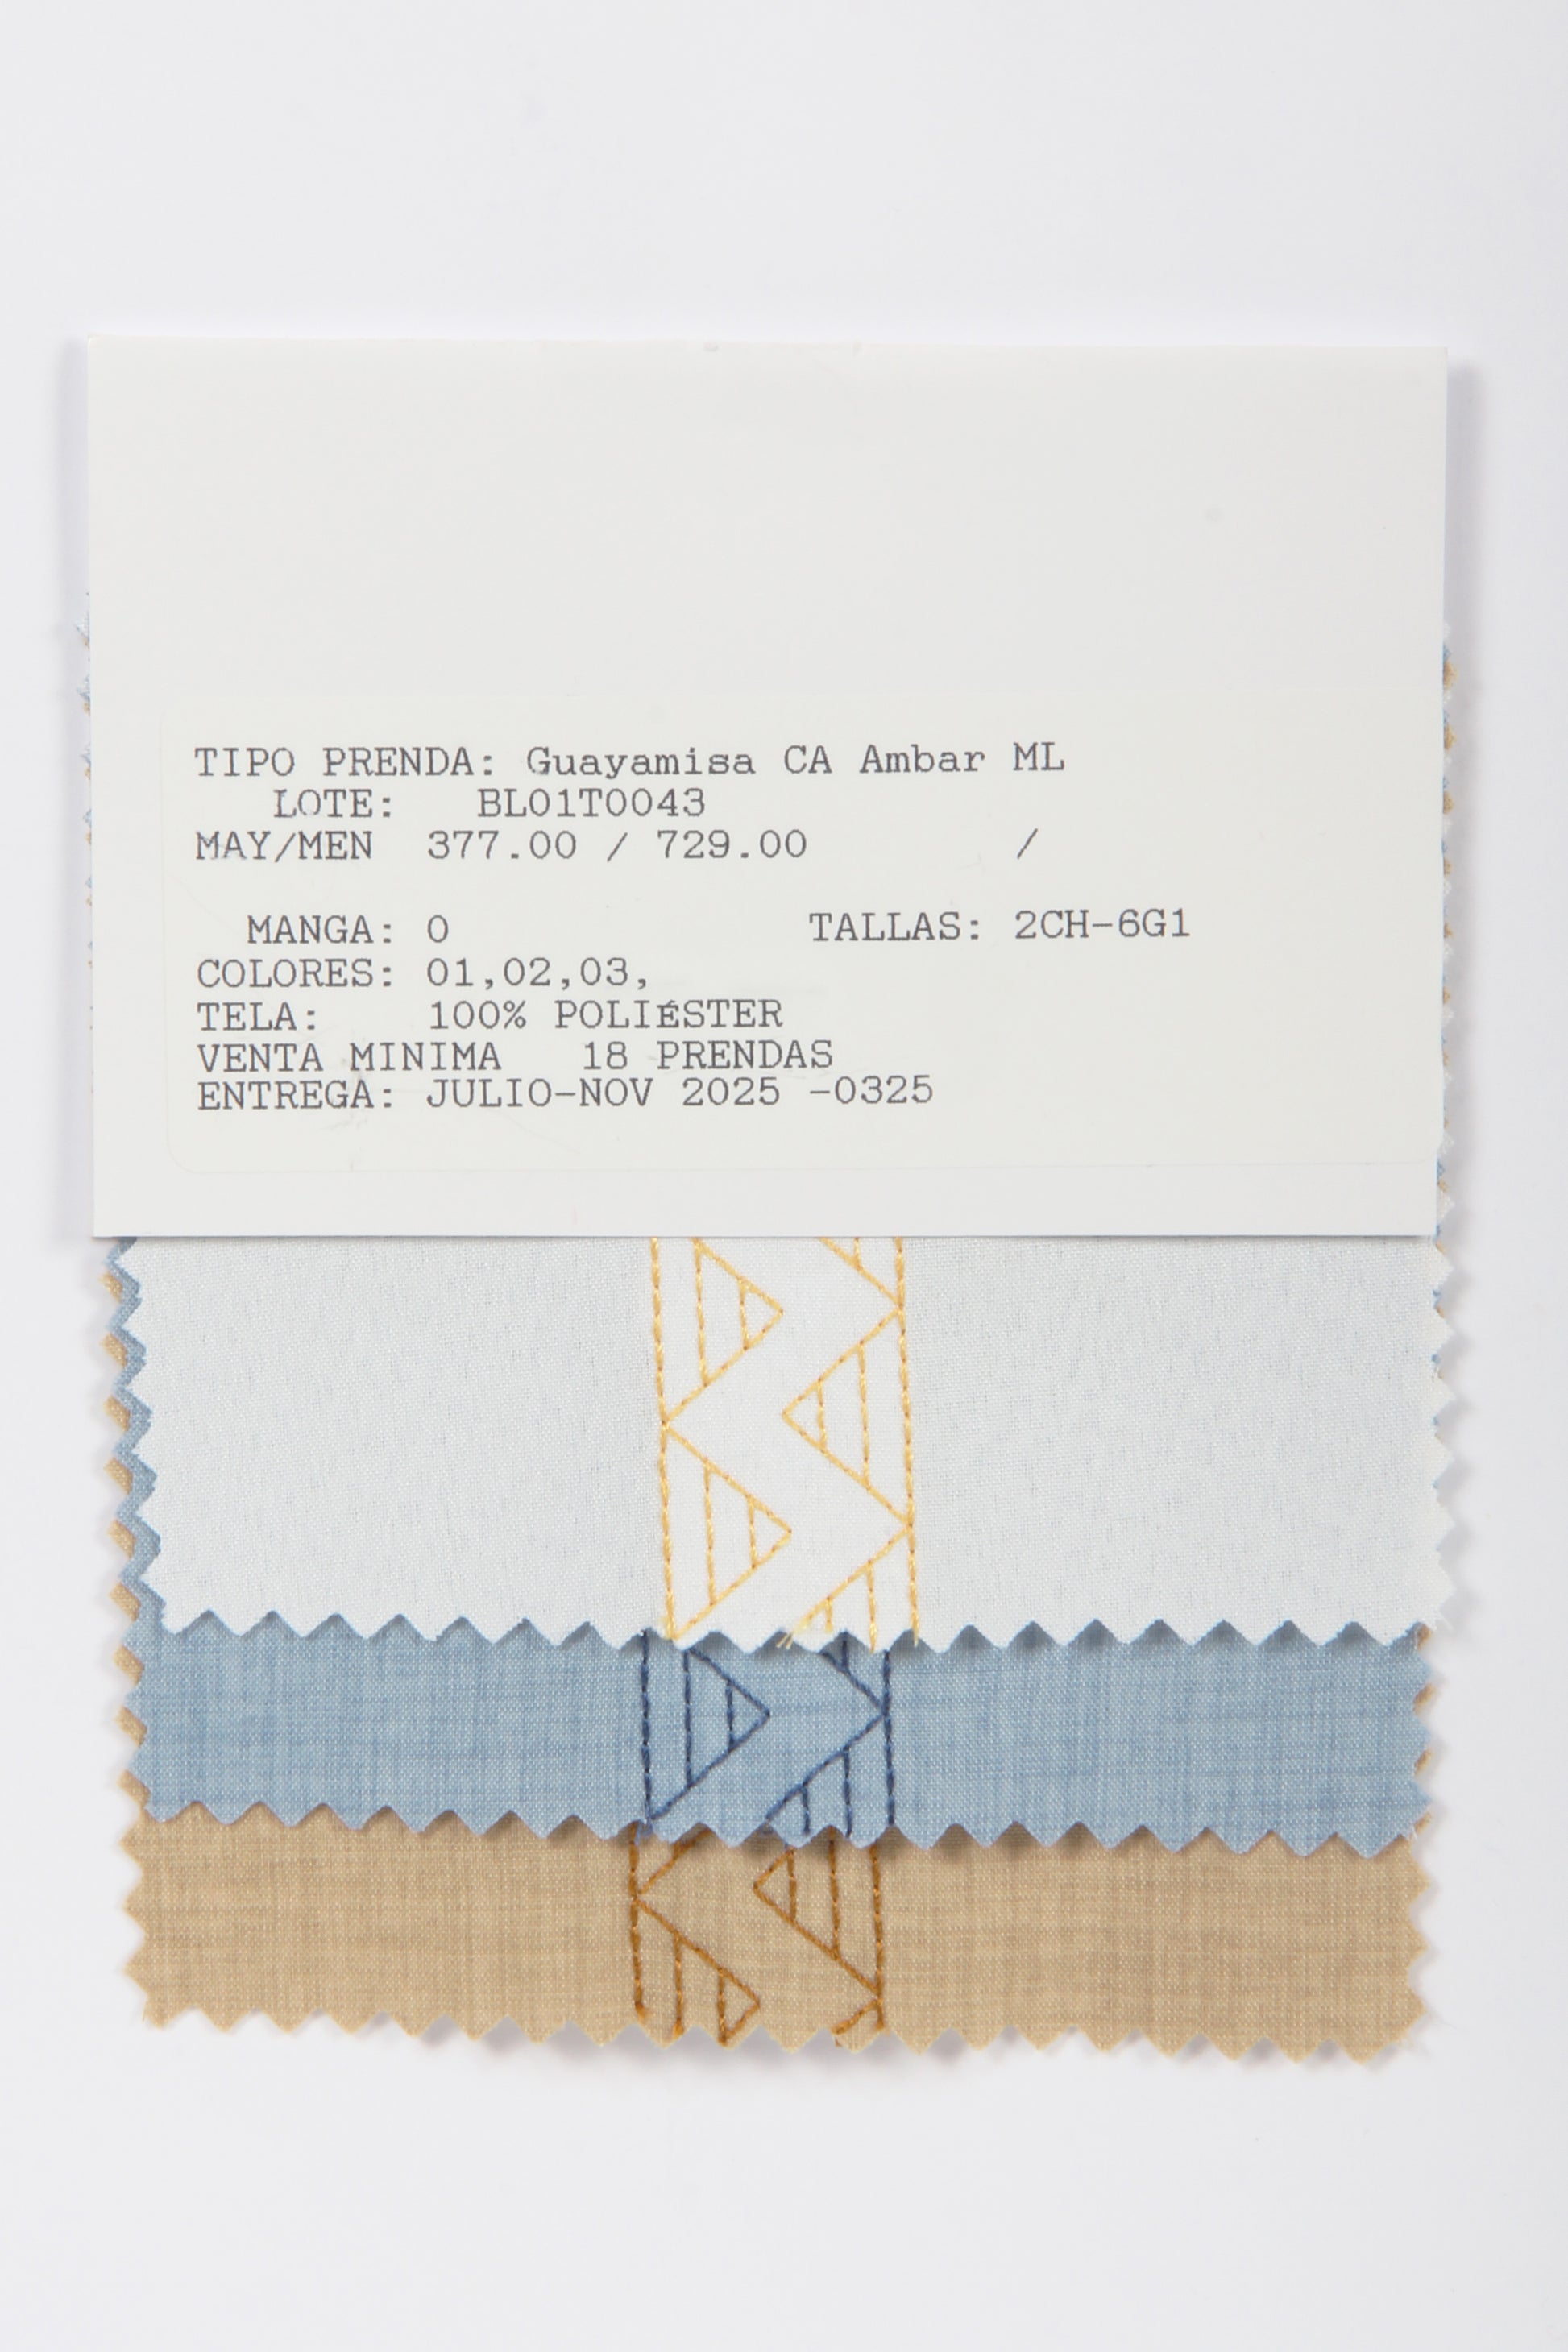 TIPO PRENDA: Guayamisa CA Ambar ML
LOTE: BL01T0043
MAY/MEN 377.00 / 729.00 /
MANGA: 0 TALLAS: 2CH-6G1
COLORES: 01,02,03,
TELA: 100% POLIÉSTER
VENTA MINIMA 18 PRENDAS
ENTREGA: JULIO-NOV 2025 -0325